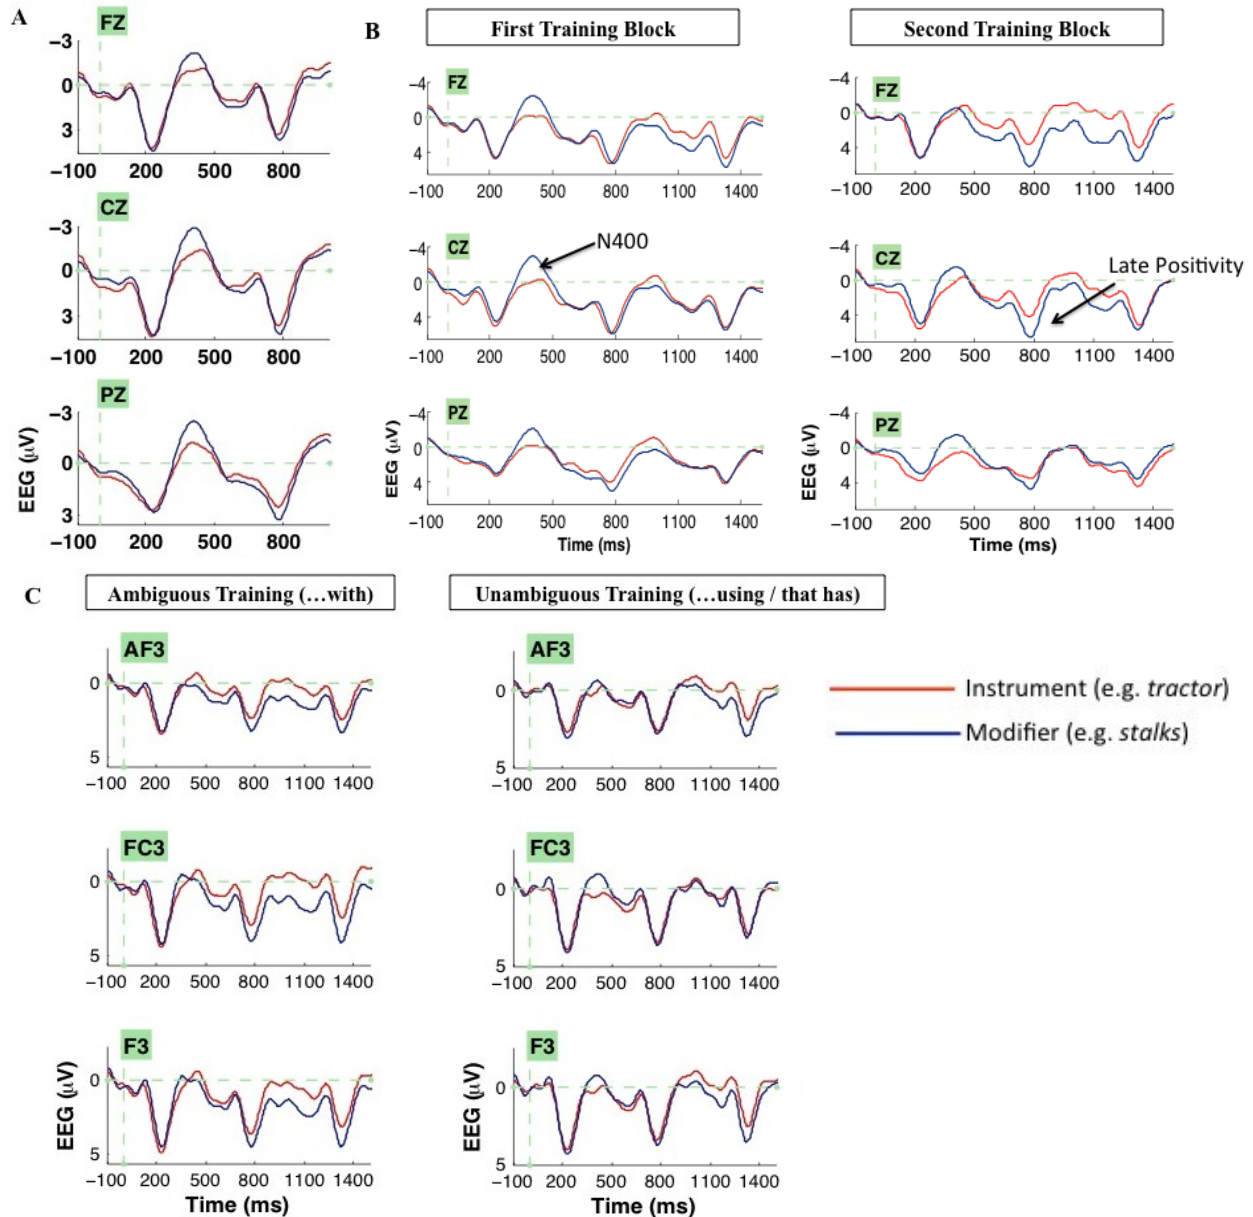 A
FZ
−3
0
3
−100 200 500 800
CZ
−3
0
3
−100 200 500 800
PZ
−3
0
3
EEG (μV)
−100 200 500 800
B
First Training Block
FZ
−4
0
4
−100 200 500 800 1100 1400
CZ
N400
−4
0
4
−100 200 500 800 1100 1400
PZ
−4
0
4
EEG (μV)
−100 200 500 800 1100 1400
Time (ms)
Second Training Block
FZ
−4
0
4
−100 200 500 800 1100 1400
CZ
Late Positivity
−4
0
4
−100 200 500 800 1100 1400
PZ
−4
0
4
EEG (μV)
−100 200 500 800 1100 1400
Time (ms)
C
Ambiguous Training (…with)
AF3
0
5
−100 200 500 800 1100 1400
FC3
0
5
−100 200 500 800 1100 1400
F3
0
5
EEG (μV)
−100 200 500 800 1100 1400
Time (ms)
Unambiguous Training (…using / that has)
AF3
0
5
−100 200 500 800 1100 1400
FC3
0
5
−100 200 500 800 1100 1400
F3
0
5
EEG (μV)
−100 200 500 800 1100 1400
Time (ms)
Instrument (e.g. tractor)
Modifier (e.g. stalks)